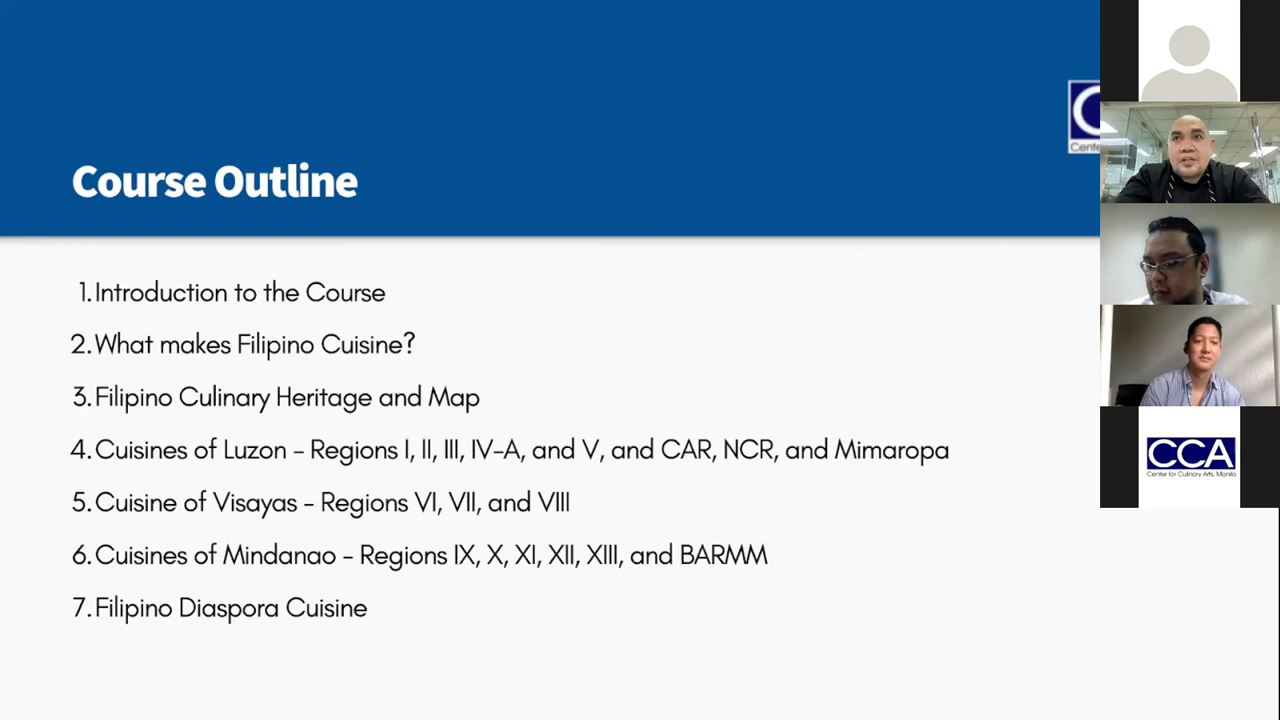 Course Outline
1. Introduction to the Course
2. What makes Filipino Cuisine?
3. Filipino Culinary Heritage and Map
4. Cuisines of Luzon - Regions I, II, III, IV-A, and V, and CAR, NCR, and Mimaropa
5. Cuisine of Visayas - Regions VI, VII, and VIII
6. Cuisines of Mindanao - Regions IX, X, XI, XII, XIII, and BARMM
7. Filipino Diaspora Cuisine
CCA
Center for Culinary Arts, Manila